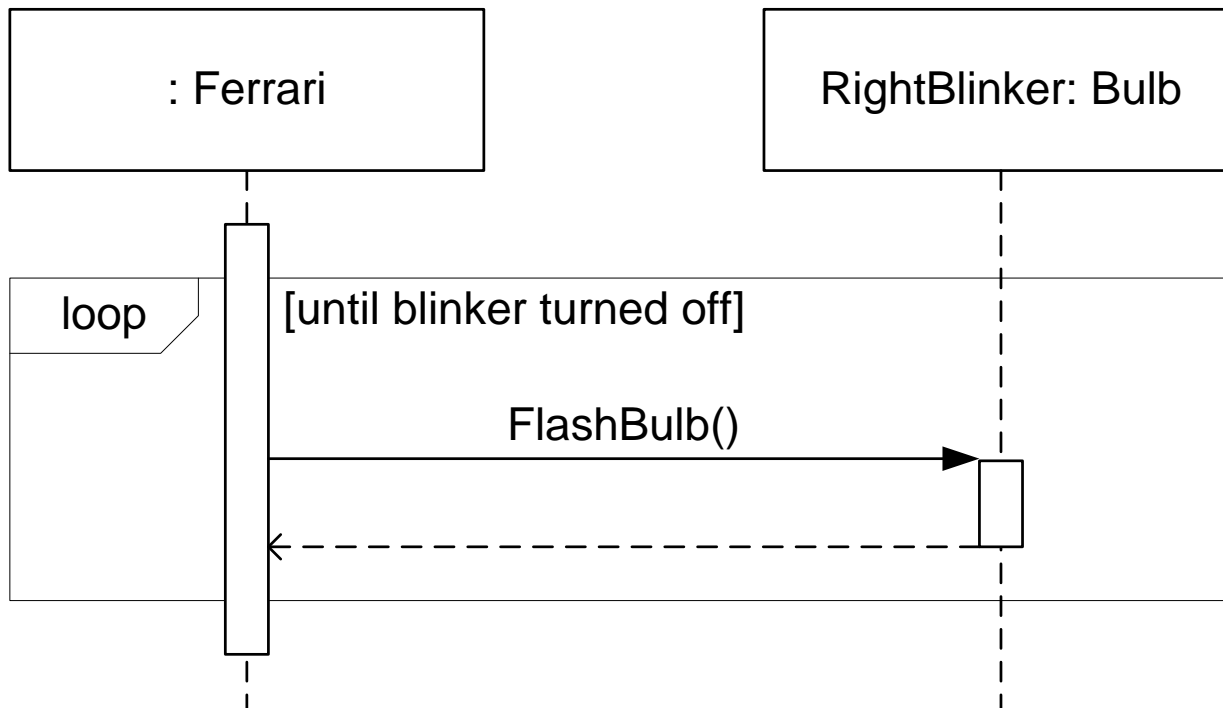 : Ferrari
RightBlinker: Bulb
loop
[until blinker turned off]
FlashBulb()